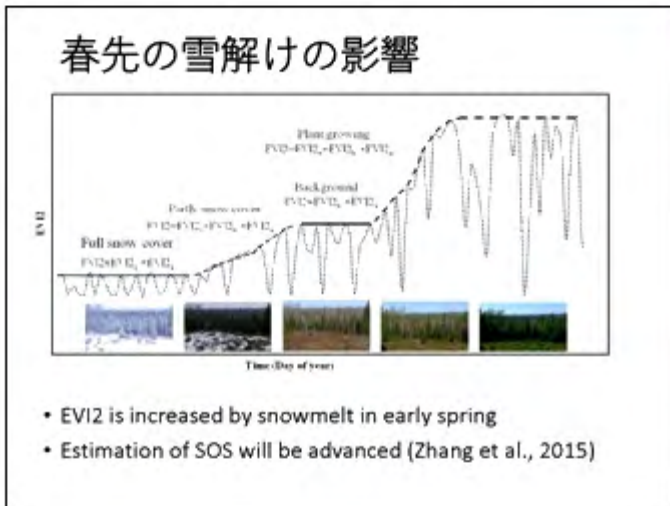 春先の雪解けの影響
Plant growing
Background
Partly snow cover
Full snow cover
EVI2
Time (Day of year)
• EVI2 is increased by snowmelt in early spring
• Estimation of SOS will be advanced (Zhang et al., 2015)